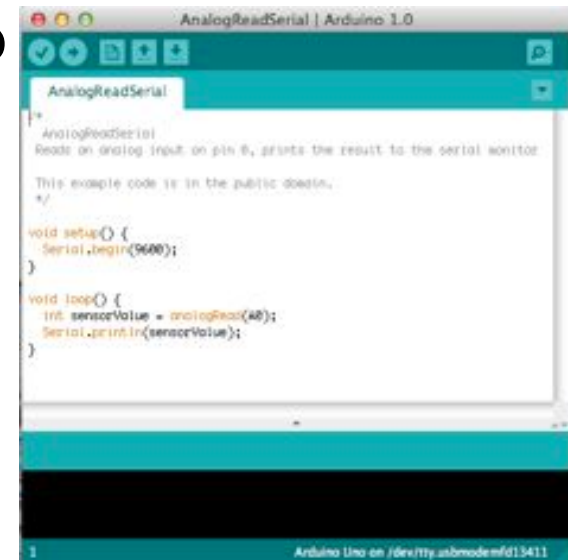 AnalogReadSerial | Arduino 1.0
AnalogReadSerial
/*
AnalogReadSerial
Reads an analog input on pin 0, prints the result to the serial monitor
This example code is in the public domain.
*/
void setup() {
Serial.begin(9600);
}
void loop() {
int sensorValue = analogRead(A0);
Serial.println(sensorValue);
}
1
Arduino Uno on /dev/tty.usbmodemfd13411